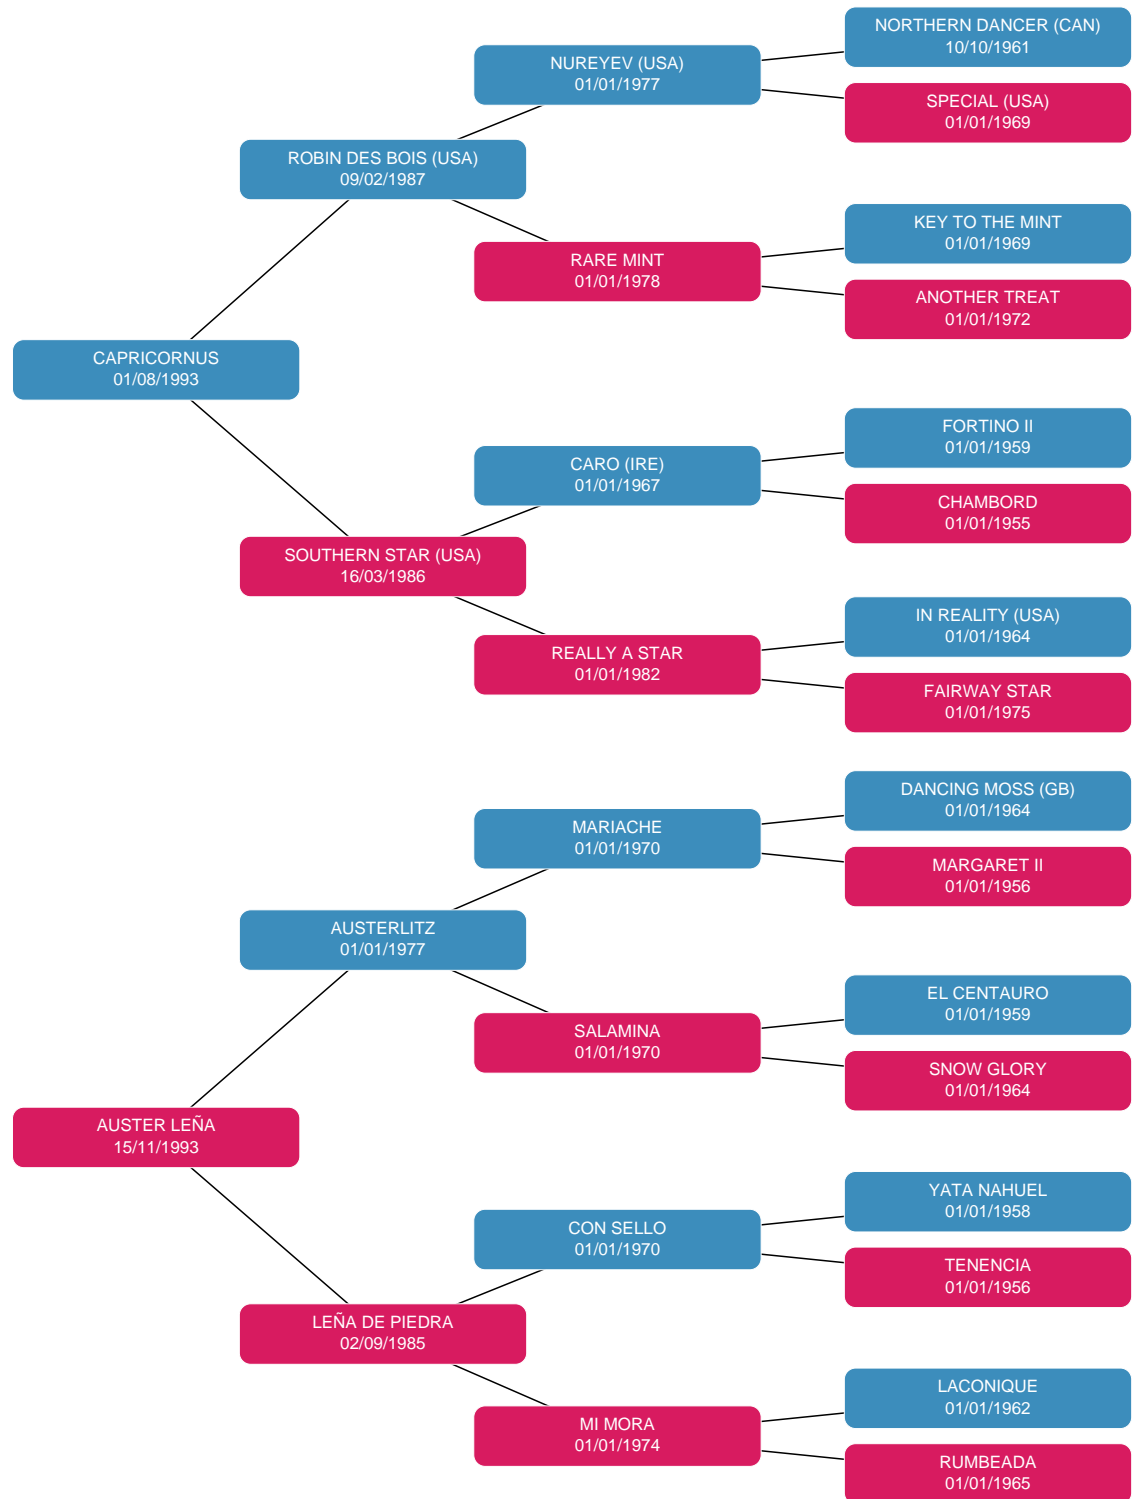 NORTHERN DANCER (CAN)
10/10/1961
NUREYEV (USA)
01/01/1977
SPECIAL (USA)
01/01/1969
ROBIN DES BOIS (USA)
09/02/1987
KEY TO THE MINT
01/01/1969
RARE MINT
01/01/1978
ANOTHER TREAT
01/01/1972
CAPRICORNUS
01/08/1993
FORTINO II
01/01/1959
CARO (IRE)
01/01/1967
CHAMBORD
01/01/1955
SOUTHERN STAR (USA)
16/03/1986
IN REALITY (USA)
01/01/1964
REALLY A STAR
01/01/1982
FAIRWAY STAR
01/01/1975
DANCING MOSS (GB)
01/01/1964
MARIACHE
01/01/1970
MARGARET II
01/01/1956
AUSTERLITZ
01/01/1977
EL CENTAURO
01/01/1959
SALAMINA
01/01/1970
SNOW GLORY
01/01/1964
AUSTER LEÑA
15/11/1993
YATA NAHUEL
01/01/1958
CON SELLO
01/01/1970
TENENCIA
01/01/1956
LEÑA DE PIEDRA
02/09/1985
LACONIQUE
01/01/1962
MI MORA
01/01/1974
RUMBEADA
01/01/1965